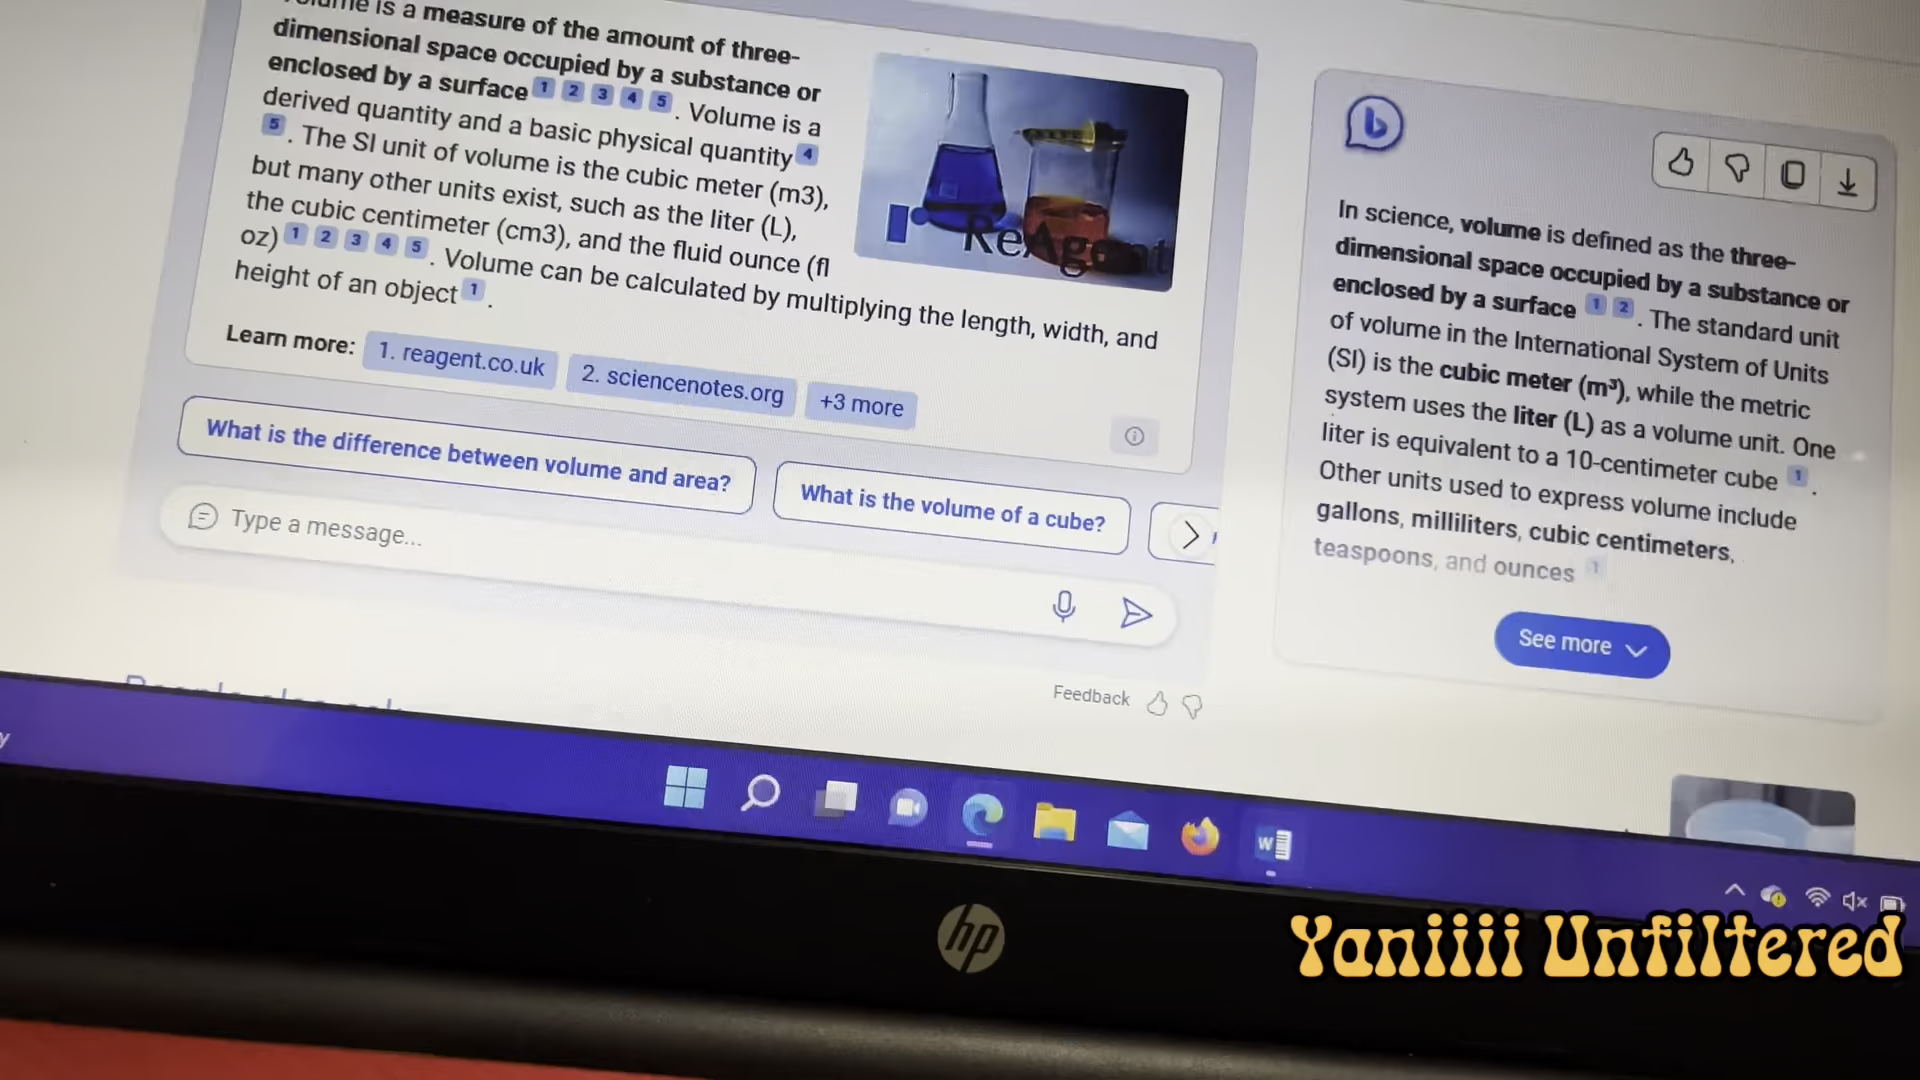 is a measure of the amount of three-
dimensional space occupied by a substance or
enclosed by a surface 1 2 3 4 5 . Volume is a
derived quantity and a basic physical quantity 4
5 . The SI unit of volume is the cubic meter (m3),
but many other units exist, such as the liter (L),
the cubic centimeter (cm3), and the fluid ounce (fl
oz) 1 2 3 4 5 . Volume can be calculated by multiplying the length, width, and
height of an object 1 .
ReAgent
Learn more: 1. reagent.co.uk 2. sciencenotes.org +3 more
What is the difference between volume and area? What is the volume of a cube?
Type a message...
Feedback
In science, volume is defined as the three-
dimensional space occupied by a substance or
enclosed by a surface 1 2 . The standard unit
of volume in the International System of Units
(SI) is the cubic meter (m³), while the metric
system uses the liter (L) as a volume unit. One
liter is equivalent to a 10-centimeter cube 1 .
Other units used to express volume include
gallons, milliliters, cubic centimeters,
teaspoons, and ounces 1
See more
W
hp
Yaniiii Unfiltered